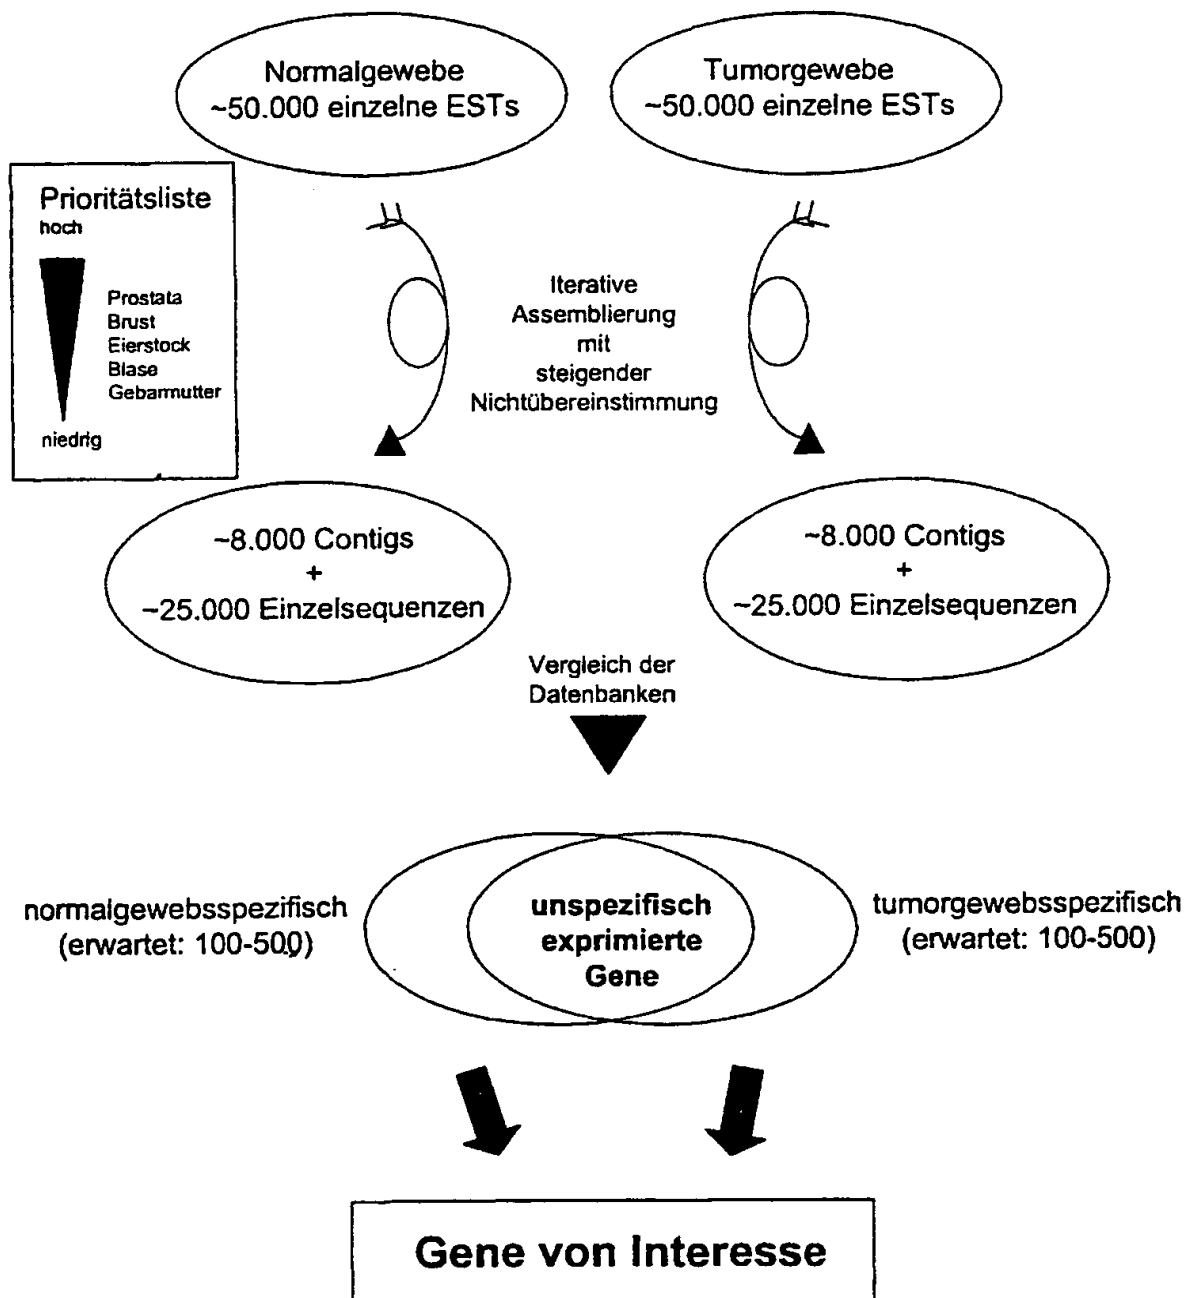 Normalgewebe
~50.000 einzelne ESTs
Tumorgewebe
~50.000 einzelne ESTs
Prioritätsliste
hoch
Prostata
Brust
Eierstock
Blase
Gebarmutter
niedrig
Iterative
Assemblierung
mit
steigender
Nichtübereinstimmung
~8.000 Contigs
+
~25.000 Einzelsequenzen
~8.000 Contigs
+
~25.000 Einzelsequenzen
Vergleich der
Datenbanken
normalgewebsspezifisch
(erwartet: 100-500)
unspezifisch
exprimierte
Gene
tumorgewebsspezifisch
(erwartet: 100-500)
Gene von Interesse